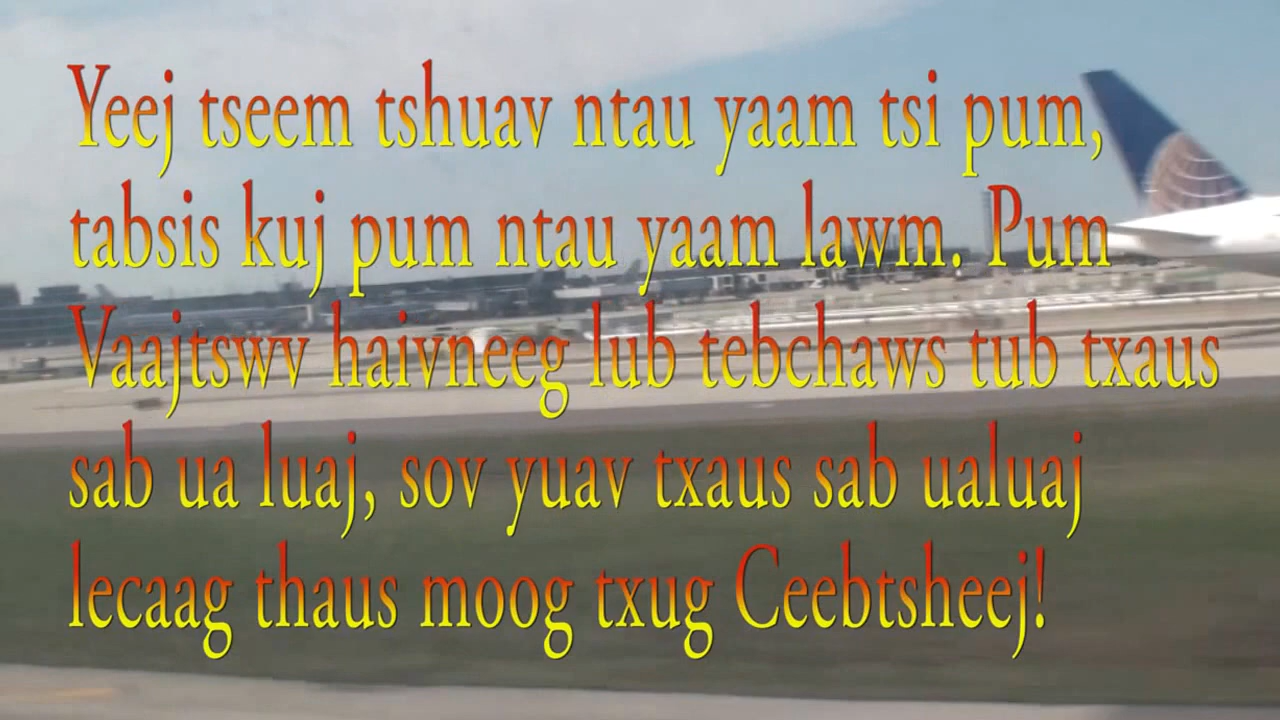 Yeej tseem tshuav ntau yaam tsi pum,
tabsis kuj pum ntau yaam lawm. Pum
Vaajtswv haivneeg lub tebchaws tub txaus
sab ua luaj, sov yuav txaus sab ualuaj
lecaag thaus moog txug Ceebtsheej!